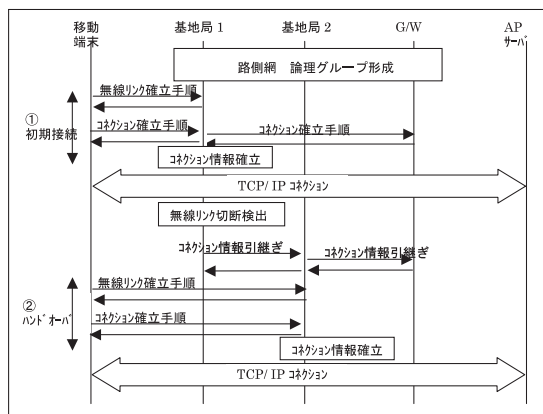 移動
端末
基地局 1
基地局 2
G/W
AP
サーバ
路側網 論理グループ形成
無線リンク確立手順
①
初期接続
コネクション確立手順
コネクション確立手順
コネクション情報確立
TCP/IP コネクション
無線リンク切断検出
コネクション情報引継ぎ
コネクション情報引継ぎ
無線リンク確立手順
②
ハンドオーバ
コネクション確立手順
コネクション情報確立
TCP/IP コネクション